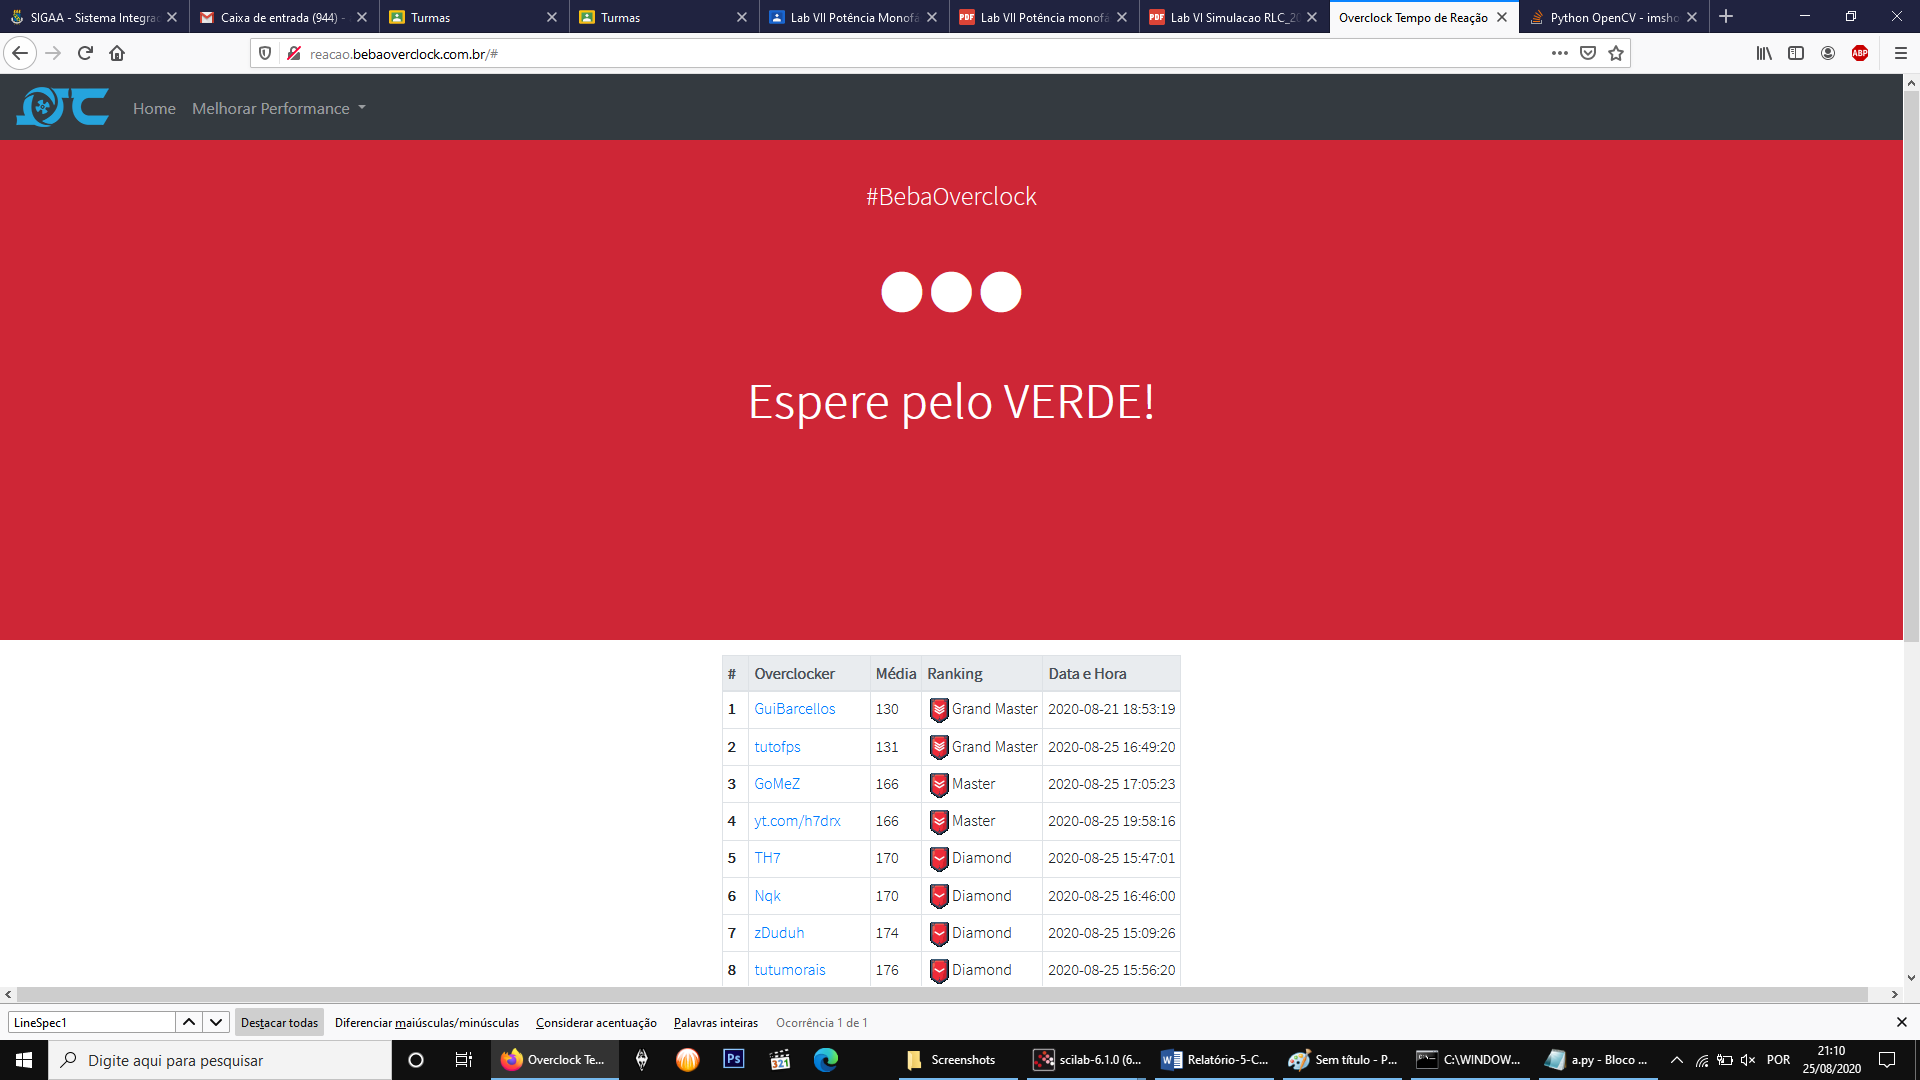 SIGAA - Sistema Integrac
Caixa de entrada (944) -
Turmas
Turmas
Lab VII Potência Monofá
Lab VII Potência monofá
Lab VI Simulacao RLC_20
Overclock Tempo de Reação
Python OpenCV - imsho
reacao.bebaoverclock.com.br/#
ABP
Home
Melhorar Performance
#BebaOverclock
Espere pelo VERDE!
# Overclocker Média Ranking Data e Hora
1 GuiBarcellos 130 Grand Master 2020-08-21 18:53:19
2 tutofps 131 Grand Master 2020-08-25 16:49:20
3 GoMeZ 166 Master 2020-08-25 17:05:23
4 yt.com/h7drx 166 Master 2020-08-25 19:58:16
5 TH7 170 Diamond 2020-08-25 15:47:01
6 Nqk 170 Diamond 2020-08-25 16:46:00
7 zDuduh 174 Diamond 2020-08-25 15:09:26
8 tutumorais 176 Diamond 2020-08-25 15:56:20
LineSpec1
Destacar todas
Diferenciar maiúsculas/minúsculas
Considerar acentuação
Palavras inteiras
Ocorrência 1 de 1
Digite aqui para pesquisar
Overclock Te...
Ps
321
Screenshots
scilab-6.1.0 (6...
Relatório-5-C...
Sem título - P...
C:\WINDOW...
a.py - Bloco ...
POR
21:10
25/08/2020